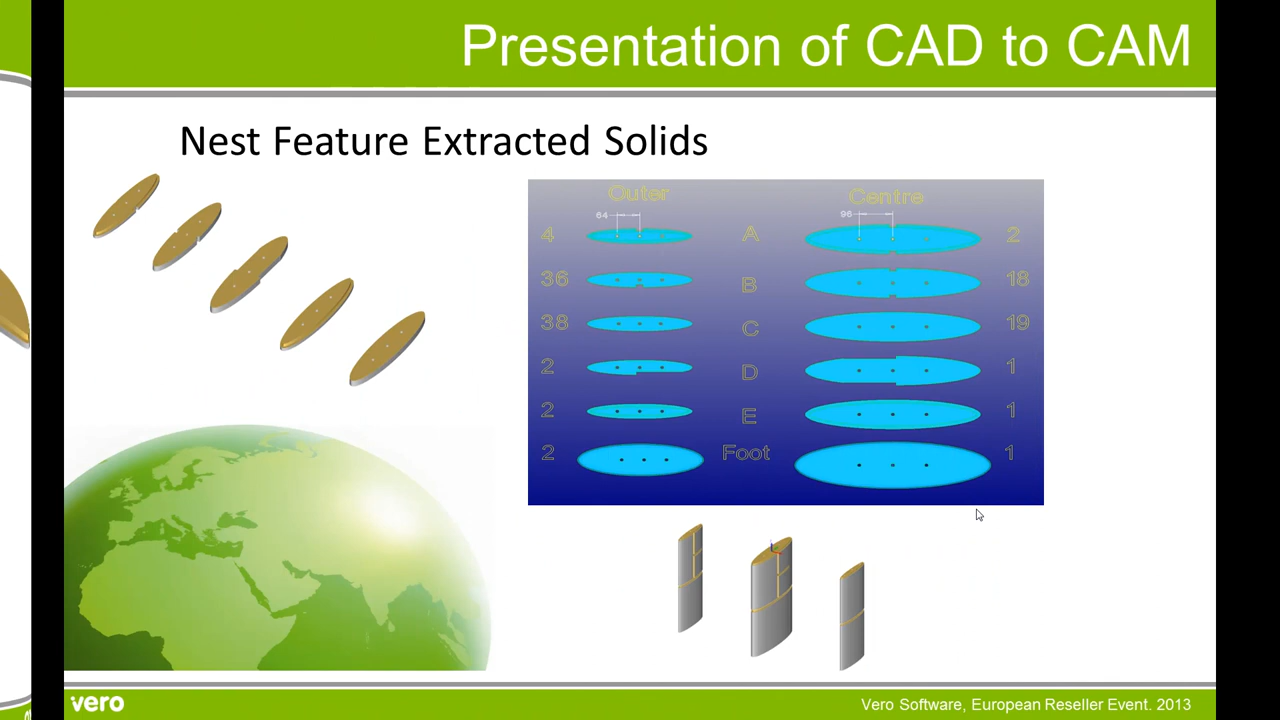 Presentation of CAD to CAM
Nest Feature Extracted Solids
Outer Centre
64 96
4 A 2
36 B 18
38 C 19
2 D 1
2 E 1
2 Foot 1
vero
Vero Software, European Reseller Event. 2013